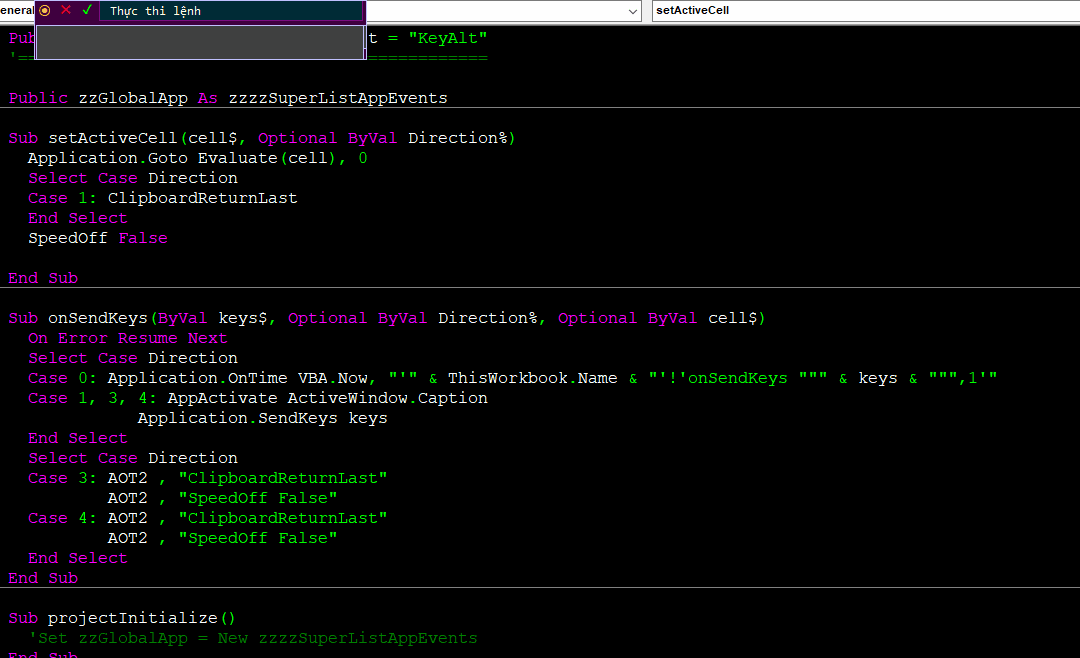 eneral
Thực thi lệnh
setActiveCell
Pub
t = "KeyAlt"
'==
============
Public zzGlobalApp As zzzzSuperListAppEvents
Sub setActiveCell(cell$, Optional ByVal Direction%)
Application.Goto Evaluate(cell), 0
Select Case Direction
Case 1: ClipboardReturnLast
End Select
SpeedOff False
End Sub
Sub onSendKeys(ByVal keys$, Optional ByVal Direction%, Optional ByVal cell$)
On Error Resume Next
Select Case Direction
Case 0: Application.OnTime VBA.Now, "'" & ThisWorkbook.Name & "'!'onSendKeys """ & keys & """,1'"
Case 1, 3, 4: AppActivate ActiveWindow.Caption
Application.SendKeys keys
End Select
Select Case Direction
Case 3: AOT2 , "ClipboardReturnLast"
AOT2 , "SpeedOff False"
Case 4: AOT2 , "ClipboardReturnLast"
AOT2 , "SpeedOff False"
End Select
End Sub
Sub projectInitialize()
'Set zzGlobalApp = New zzzzSuperListAppEvents
End Sub